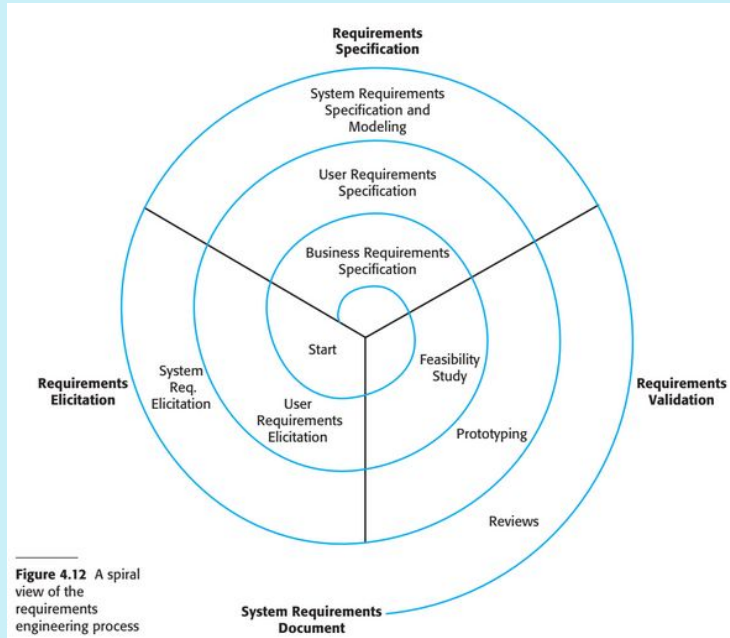 Requirements
Specification
System Requirements
Specification and
Modeling
User Requirements
Specification
Business Requirements
Specification
Start
Feasibility
Study
System
Req.
Elicitation
User
Requirements
Elicitation
Requirements
Elicitation
Requirements
Validation
Prototyping
Reviews
Figure 4.12 A spiral
view of the
requirements
engineering process
System Requirements
Document